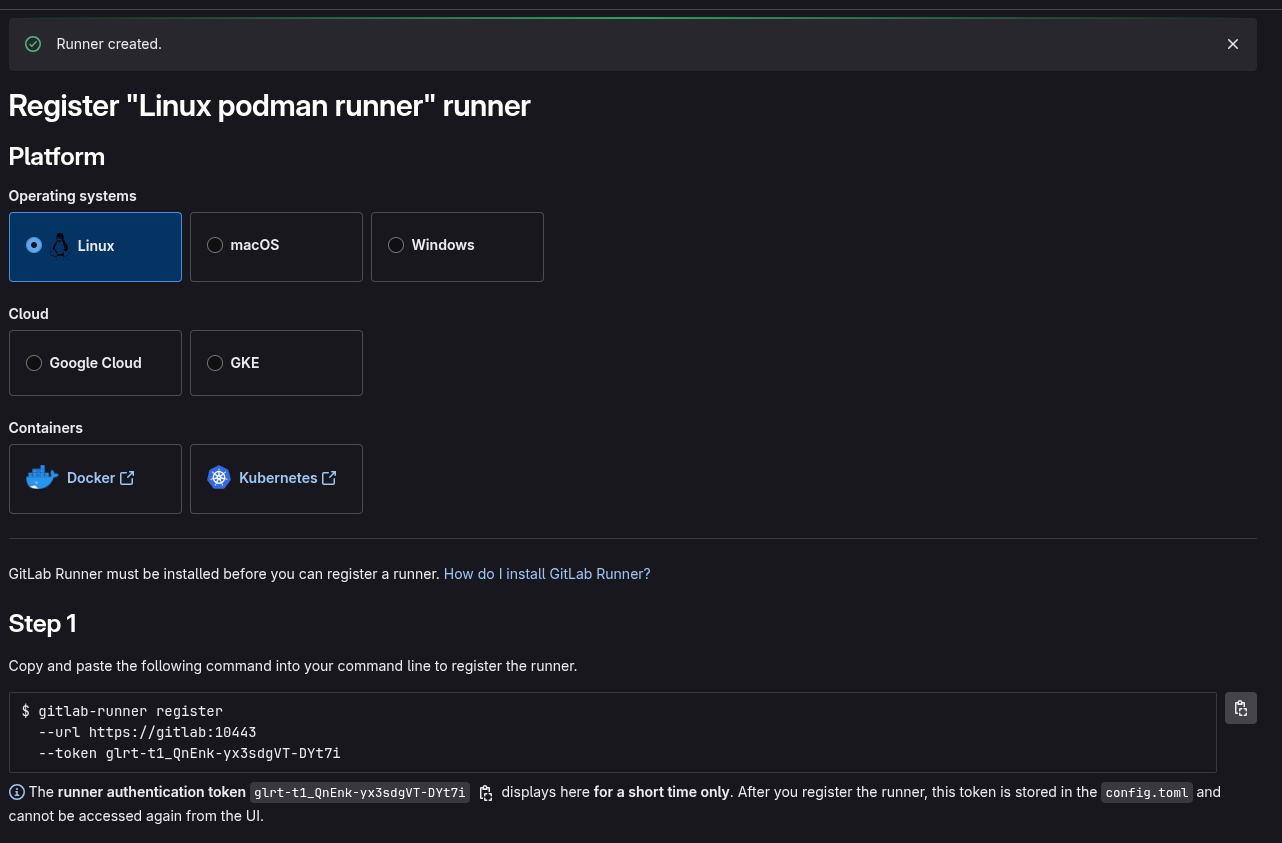 Runner created.
Register "Linux podman runner" runner
Platform
Operating systems
Linux
macOS
Windows
Cloud
Google Cloud
GKE
Containers
Docker
Kubernetes
GitLab Runner must be installed before you can register a runner. How do I install GitLab Runner?
Step 1
Copy and paste the following command into your command line to register the runner.
$ gitlab-runner register
--url https://gitlab:10443
--token glrt-t1_QnEnk-yx3sdgVT-DYt7i
The runner authentication token glrt-t1_QnEnk-yx3sdgVT-DYt7i displays here for a short time only. After you register the runner, this token is stored in the config.toml and
cannot be accessed again from the UI.